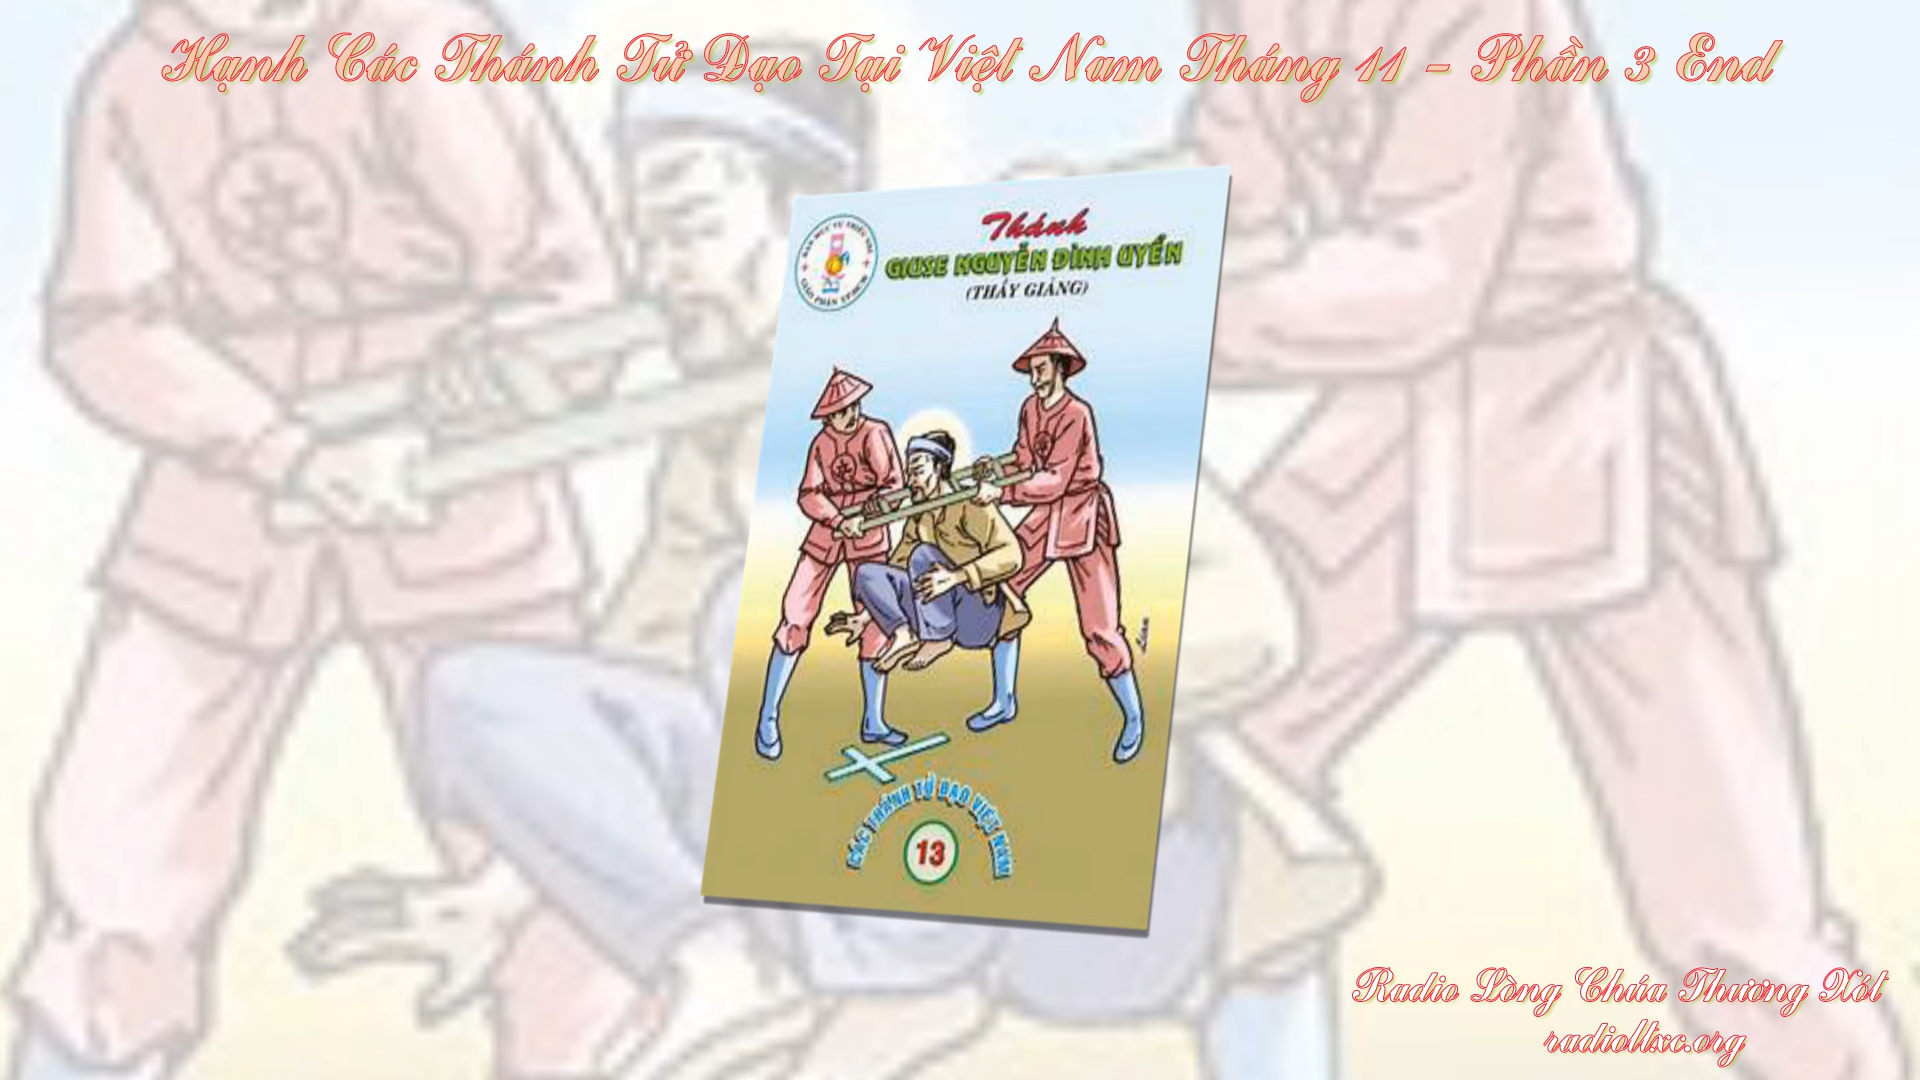 Hạnh Các Thánh Tử Đạo Tại Việt Nam Tháng 11 - Phần 3 End
Thánh
GIUSE NGUYỄN ĐÌNH UYỂN
(THẦY GIẢNG)
CÁC THÁNH TỬ ĐẠO VIỆT NAM
13
Radio Lòng Chúa Thương Xót
radioltxc.org